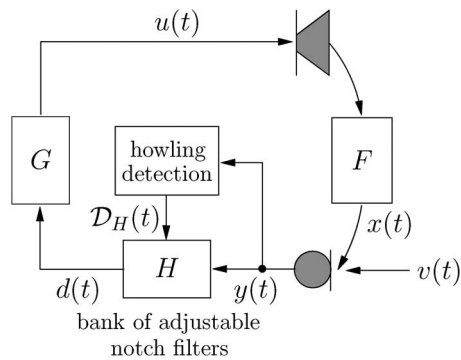 u(t)
G
howling
detection
F
𝒟_H(t)
x(t)
H
d(t)
y(t)
v(t)
bank of adjustable
notch filters